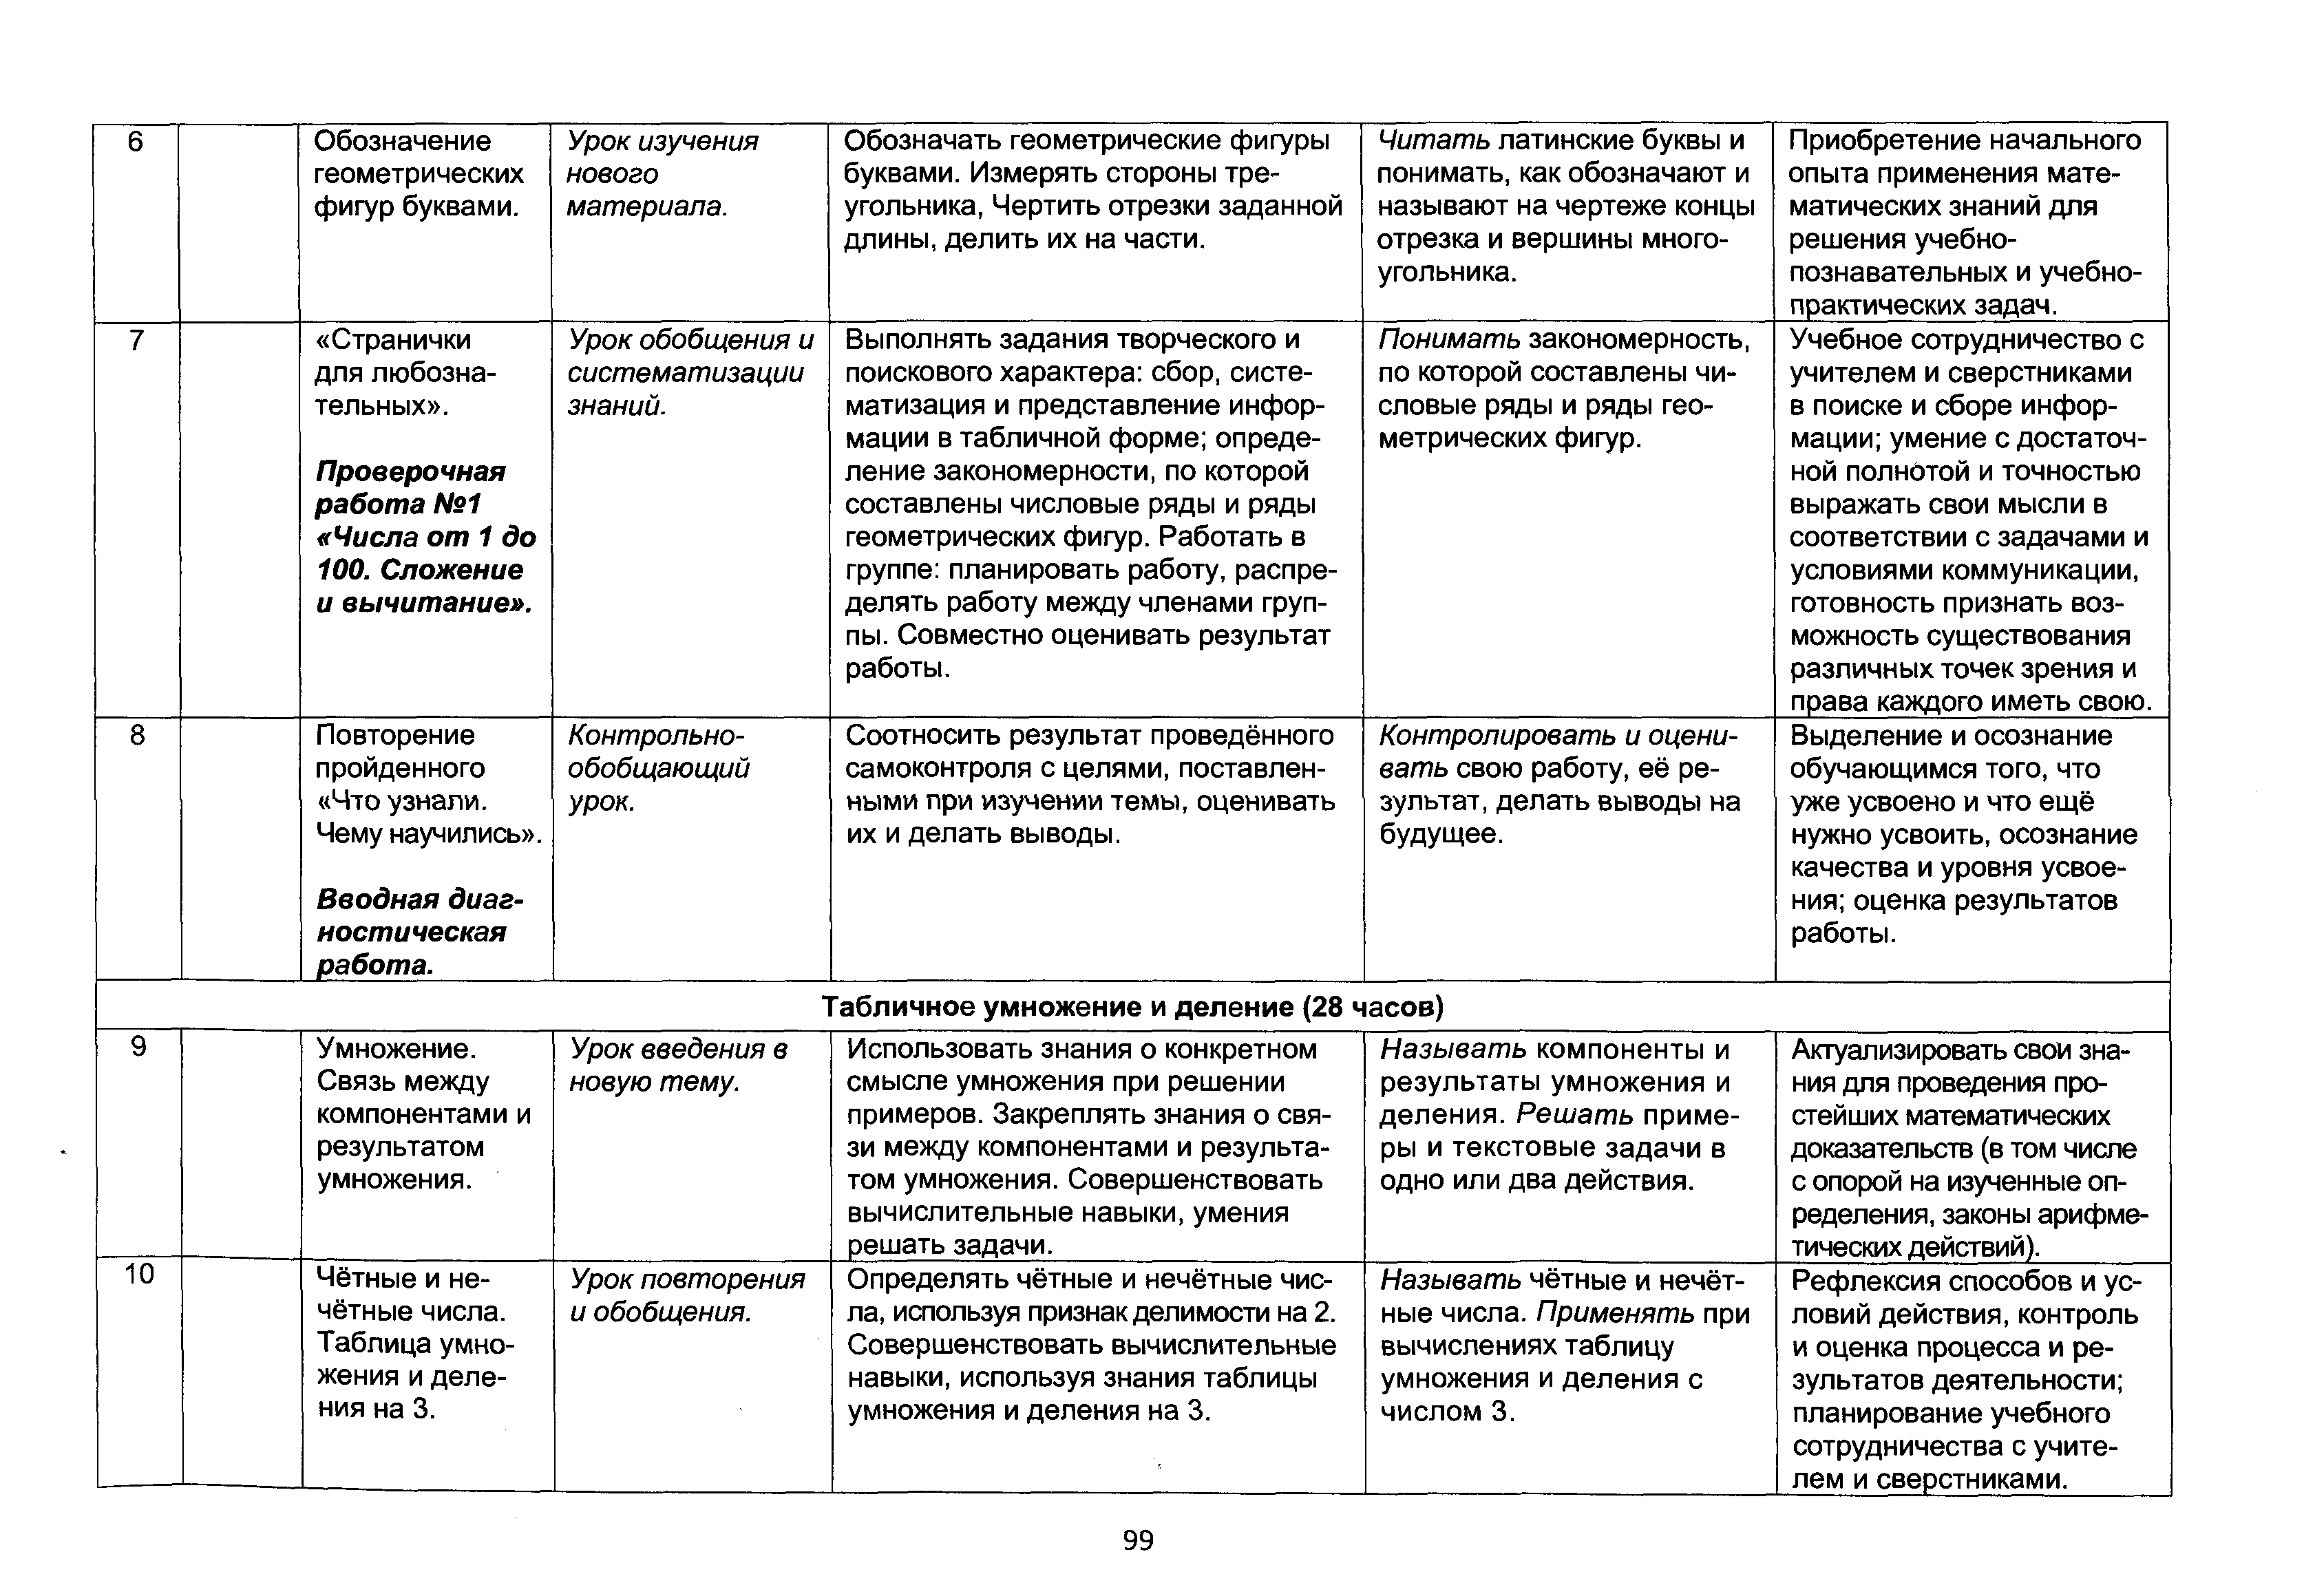 6
Обозначение
геометрических
фигур буквами.
Урок изучения
нового
материала.
Обозначать геометрические фигуры
буквами. Измерять стороны тре-
угольника, Чертить отрезки заданной
длины, делить их на части.
Читать латинские буквы и
понимать, как обозначают и
называют на чертеже концы
отрезка и вершины много-
угольника.
Приобретение начального
опыта применения мате-
матических знаний для
решения учебно-
познавательных и учебно-
практических задач.
7
«Странички
для любозна-
тельных».
Проверочная
работа №1
«Числа от 1 до
100. Сложение
и вычитание».
Урок обобщения и
систематизации
знаний.
Выполнять задания творческого и
поискового характера: сбор, систе-
матизация и представление инфор-
мации в табличной форме; опреде-
ление закономерности, по которой
составлены числовые ряды и ряды
геометрических фигур. Работать в
группе: планировать работу, распре-
делять работу между членами груп-
пы. Совместно оценивать результат
работы.
Понимать закономерность,
по которой составлены чи-
словые ряды и ряды гео-
метрических фигур.
Учебное сотрудничество с
учителем и сверстниками
в поиске и сборе инфор-
мации; умение с достаточ-
ной полнотой и точностью
выражать свои мысли в
соответствии с задачами и
условиями коммуникации,
готовность признать воз-
можность существования
различных точек зрения и
права каждого иметь свою.
8
Повторение
пройденного
«Что узнали.
Чему научились».
Вводная диаг-
ностическая
работа.
Контрольно-
обобщающий
урок.
Соотносить результат проведённого
самоконтроля с целями, поставлен-
ными при изучении темы, оценивать
их и делать выводы.
Контролировать и оцени-
вать свою работу, её ре-
зультат, делать выводы на
будущее.
Выделение и осознание
обучающимся того, что
уже усвоено и что ещё
нужно усвоить, осознание
качества и уровня усвое-
ния; оценка результатов
работы.
Табличное умножение и деление (28 часов)
9
Умножение.
Связь между
компонентами и
результатом
умножения.
Урок введения в
новую тему.
Использовать знания о конкретном
смысле умножения при решении
примеров. Закреплять знания о свя-
зи между компонентами и результа-
том умножения. Совершенствовать
вычислительные навыки, умения
решать задачи.
Называть компоненты и
результаты умножения и
деления. Решать приме-
ры и текстовые задачи в
одно или два действия.
Актуализировать свои зна-
ния для проведения про-
стейших математических
доказательств (в том числе
с опорой на изученные оп-
ределения, законы арифме-
тических действий).
10
Чётные и не-
чётные числа.
Таблица умно-
жения и деле-
ния на 3.
Урок повторения
и обобщения.
Определять чётные и нечётные чис-
ла, используя признак делимости на 2.
Совершенствовать вычислительные
навыки, используя знания таблицы
умножения и деления на 3.
Называть чётные и нечёт-
ные числа. Применять при
вычислениях таблицу
умножения и деления с
числом 3.
Рефлексия способов и ус-
ловий действия, контроль
и оценка процесса и ре-
зультатов деятельности;
планирование учебного
сотрудничества с учите-
лем и сверстниками.
99